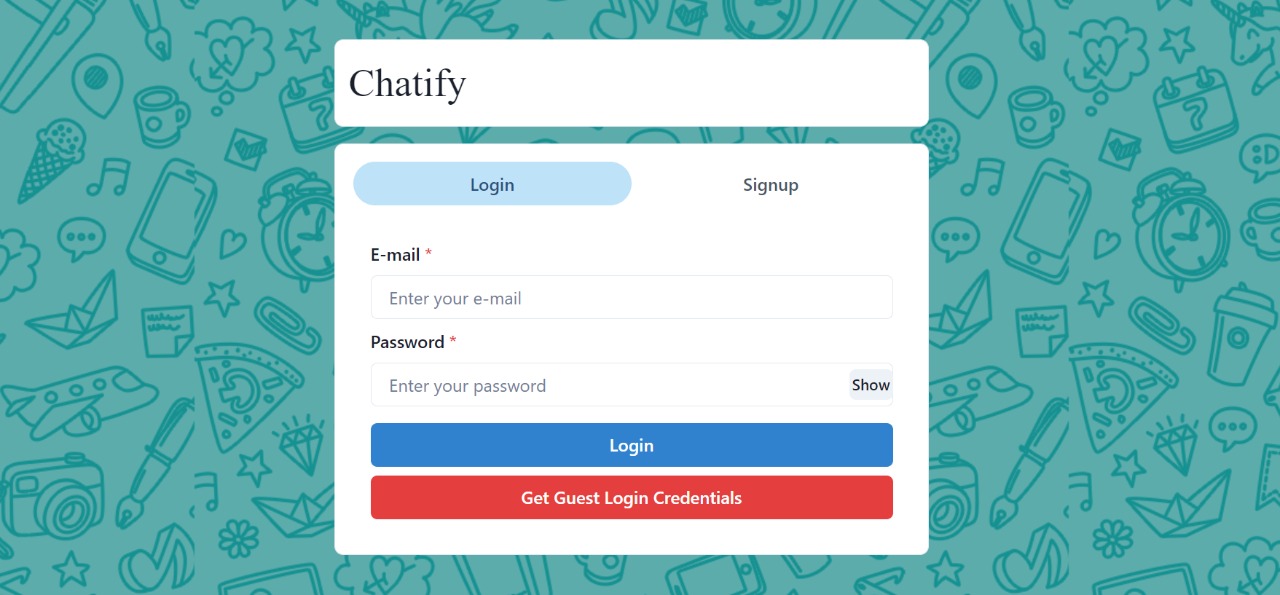 Chatify
Login Signup
E-mail *
Enter your e-mail
Password *
Enter your password Show
Login
Get Guest Login Credentials